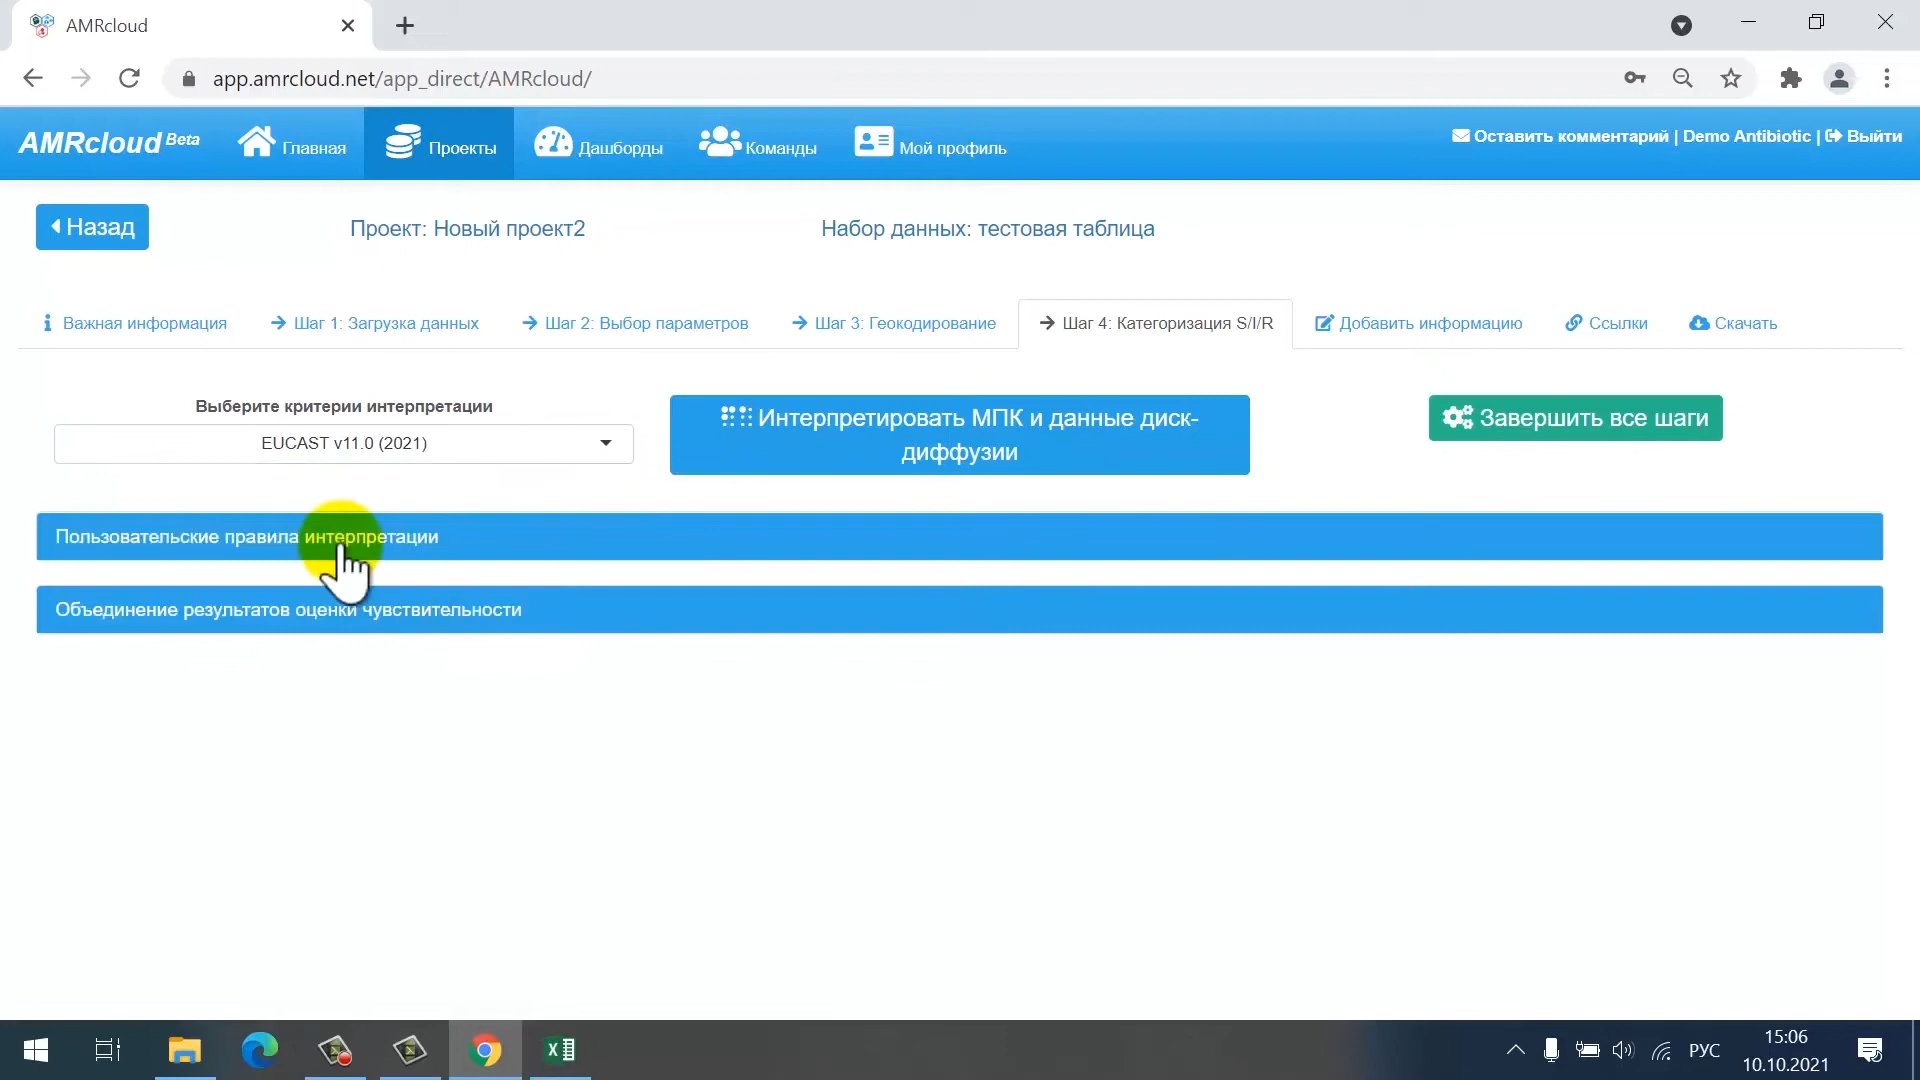 AMRcloud
app.amrcloud.net/app_direct/AMRcloud/
AMRcloud Beta
Главная
Проекты
Дашборды
Команды
Мой профиль
Оставить комментарий | Demo Antibiotic | Выйти
Назад
Проект: Новый проект2
Набор данных: тестовая таблица
Важная информация
Шаг 1: Загрузка данных
Шаг 2: Выбор параметров
Шаг 3: Геокодирование
Шаг 4: Категоризация S/I/R
Добавить информацию
Ссылки
Скачать
Выберите критерии интерпретации
EUCAST v11.0 (2021)
Интерпретировать МПК и данные диск-
диффузии
Завершить все шаги
Пользовательские правила интерпретации
Объединение результатов оценки чувствительности
РУС
15:06
10.10.2021